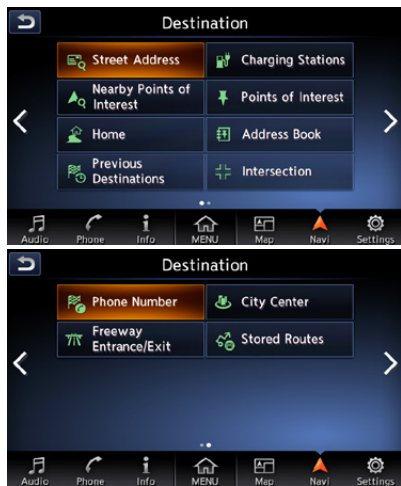 Destination
Street Address
Charging Stations
Nearby Points of
Interest
Points of Interest
Home
Address Book
Previous
Destinations
Intersection
Audio
Phone
Info
MENU
Map
Navi
Settings
Destination
Phone Number
City Center
Freeway
Entrance/Exit
Stored Routes
Audio
Phone
Info
MENU
Map
Navi
Settings